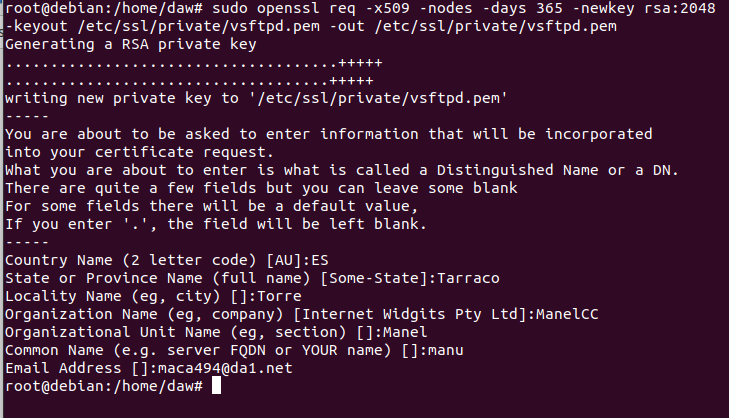 root@debian:/home/daw# sudo openssl req -x509 -nodes -days 365 -newkey rsa:2048
-keyout /etc/ssl/private/vsftpd.pem -out /etc/ssl/private/vsftpd.pem
Generating a RSA private key
.....................................+++++
...................................+++++
writing new private key to '/etc/ssl/private/vsftpd.pem'
-----
You are about to be asked to enter information that will be incorporated
into your certificate request.
What you are about to enter is what is called a Distinguished Name or a DN.
There are quite a few fields but you can leave some blank
For some fields there will be a default value,
If you enter '.', the field will be left blank.
-----
Country Name (2 letter code) [AU]:ES
State or Province Name (full name) [Some-State]:Tarraco
Locality Name (eg, city) []:Torre
Organization Name (eg, company) [Internet Widgits Pty Ltd]:ManelCC
Organizational Unit Name (eg, section) []:Manel
Common Name (e.g. server FQDN or YOUR name) []:manu
Email Address []:maca494@da1.net
root@debian:/home/daw#